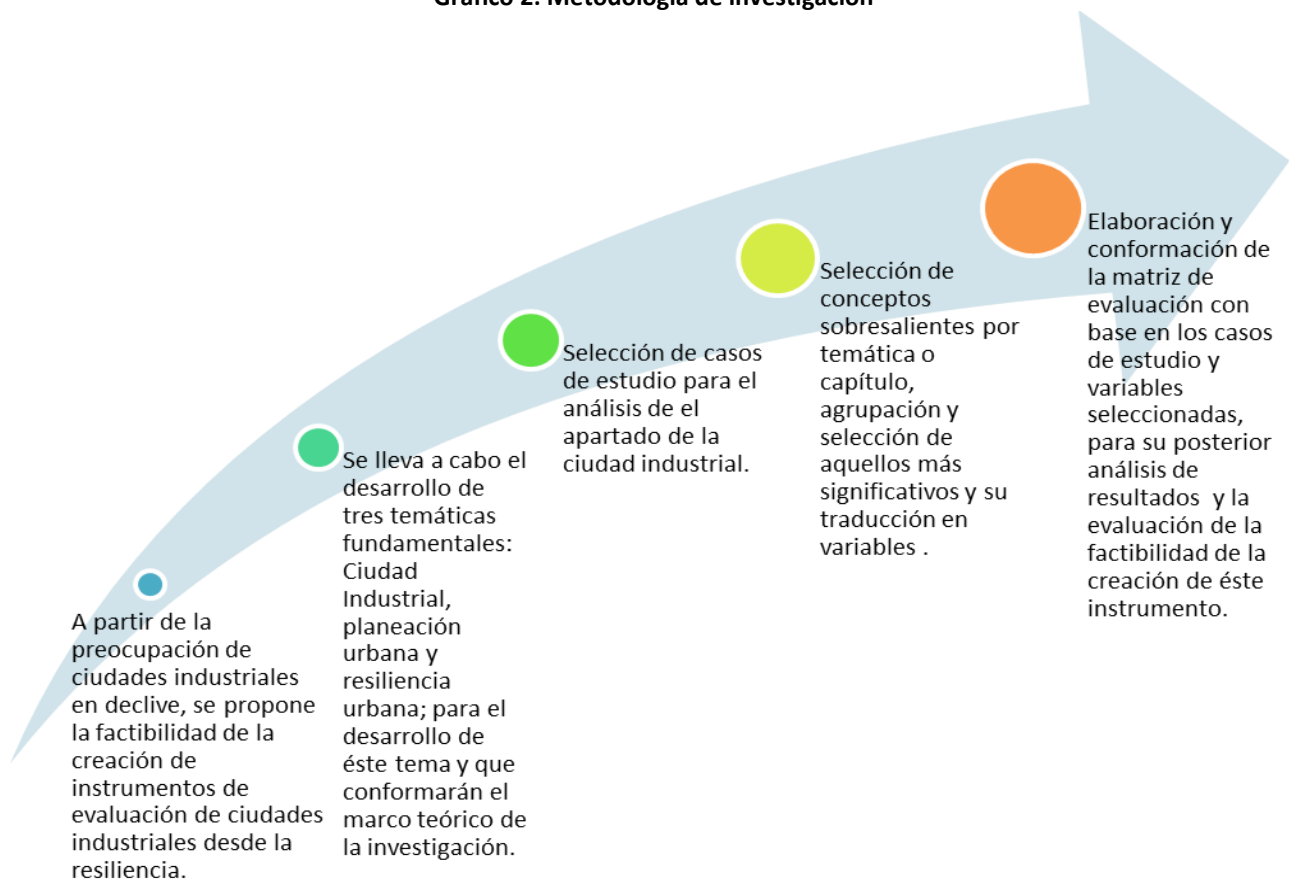 Gráfico 2. Metodología de investigación
A partir de la
preocupación de
ciudades industriales
en declive, se propone
la factibilidad de la
creación de
instrumentos de
evaluación de ciudades
industriales desde la
resiliencia.
Se lleva a cabo el
desarrollo de
tres temáticas
fundamentales:
Ciudad
Industrial,
planeación
urbana y
resiliencia
urbana; para el
desarrollo de
éste tema y que
conformarán el
marco teórico de
la investigación.
Selección de casos
de estudio para el
análisis de el
apartado de la
ciudad industrial.
Selección de
conceptos
sobresalientes por
temática o
capítulo,
agrupación y
selección de
aquellos más
significativos y su
traducción en
variables .
Elaboración y
conformación de
la matriz de
evaluación con
base en los casos
de estudio y
variables
seleccionadas,
para su posterior
análisis de
resultados y la
evaluación de la
factibilidad de la
creación de éste
instrumento.